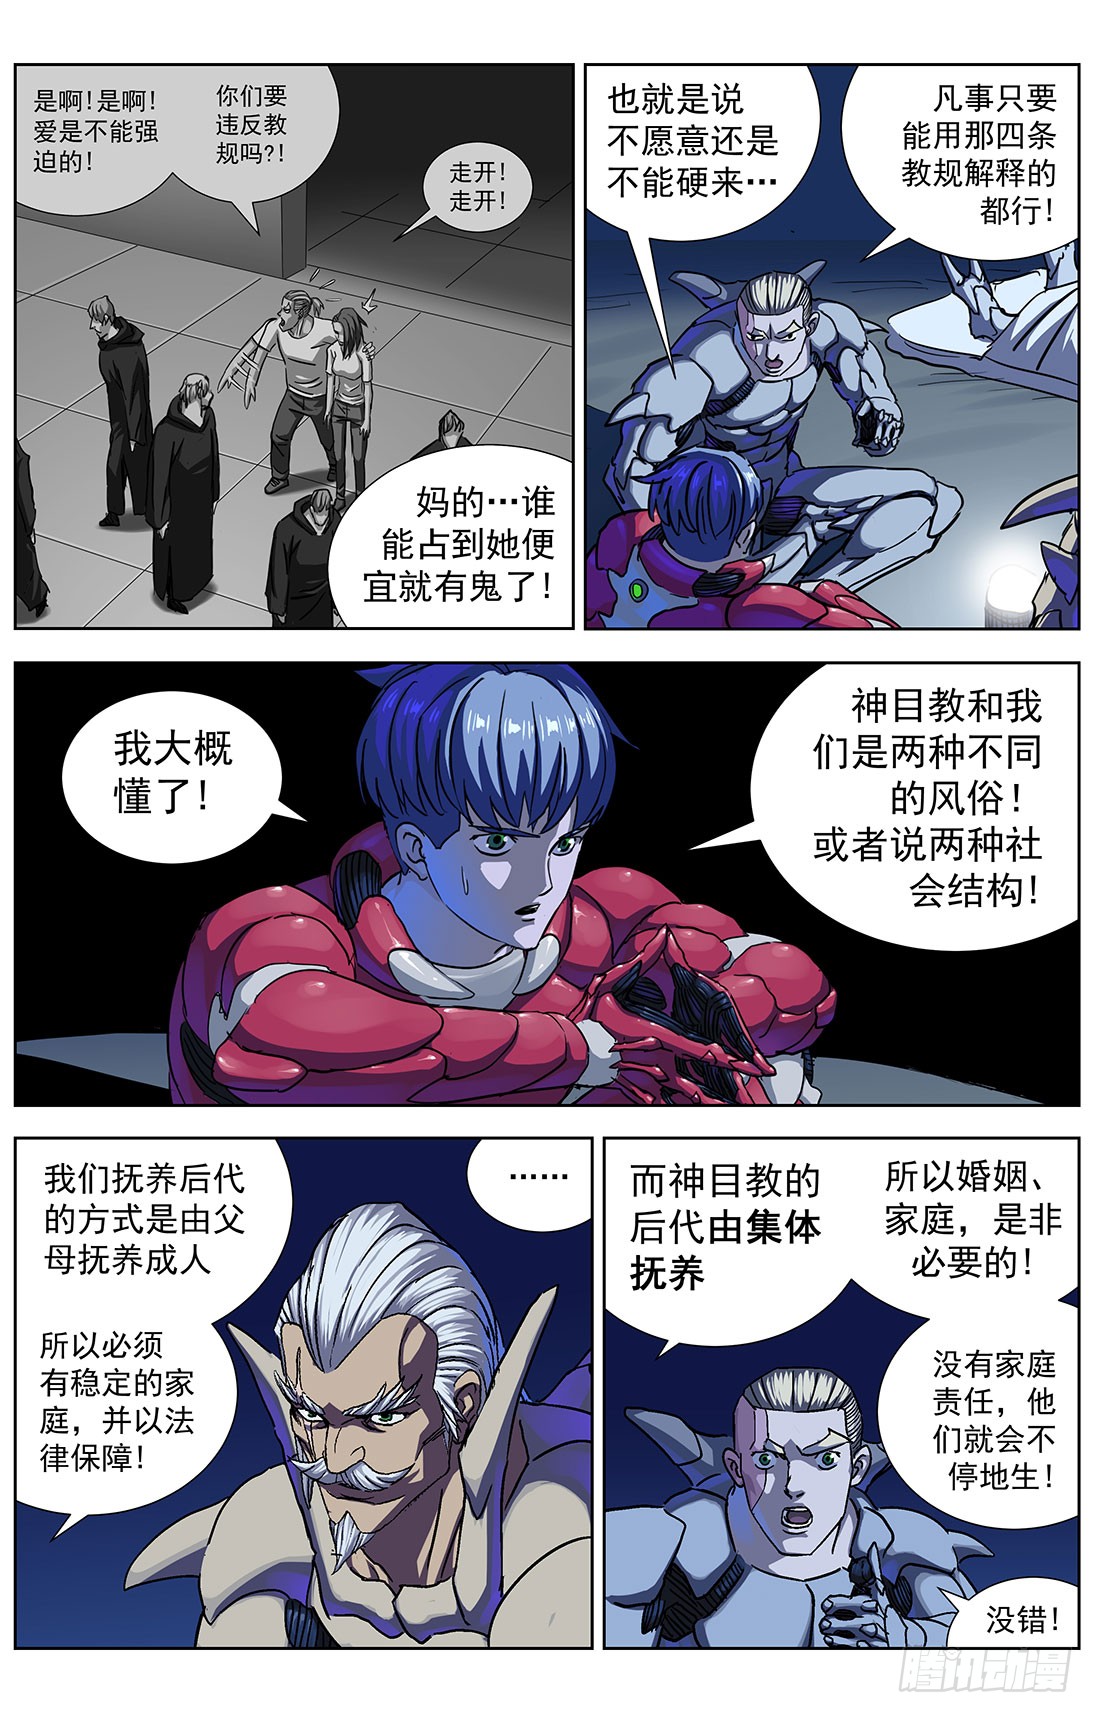 是啊！是啊！
爱是不能强
迫的！
你们要
违反教
规吗？！
走开！
走开！
妈的…谁
能占到她便
宜就有鬼了！
也就是说
不愿意还是
不能硬来…
凡事只要
能用那四条
教规解释的
都行！
我大概
懂了！
神目教和我
们是两种不同
的风俗！
或者说两种社
会结构！
我们抚养后代
的方式是由父
母抚养成人
……
所以必须
有稳定的家
庭，并以法
律保障！
而神目教的
后代由集体
抚养
所以婚姻、
家庭，是非
必要的！
没有家庭
责任，他
们就会不
停地生！
没错！
腾讯动漫